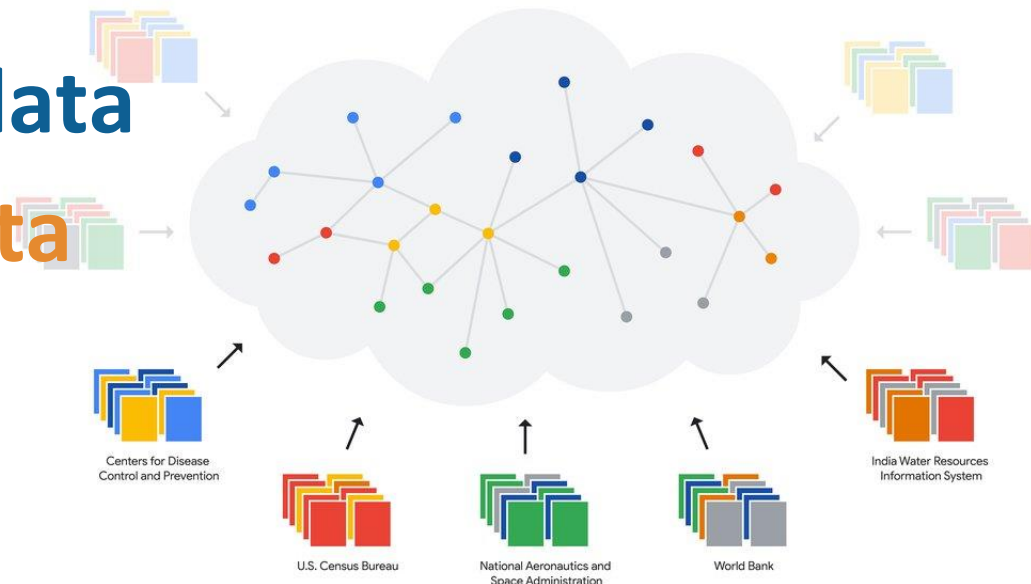 data
ta
Centers for Disease
Control and Prevention
U.S. Census Bureau
National Aeronautics and
Space Administration
World Bank
India Water Resources
Information System